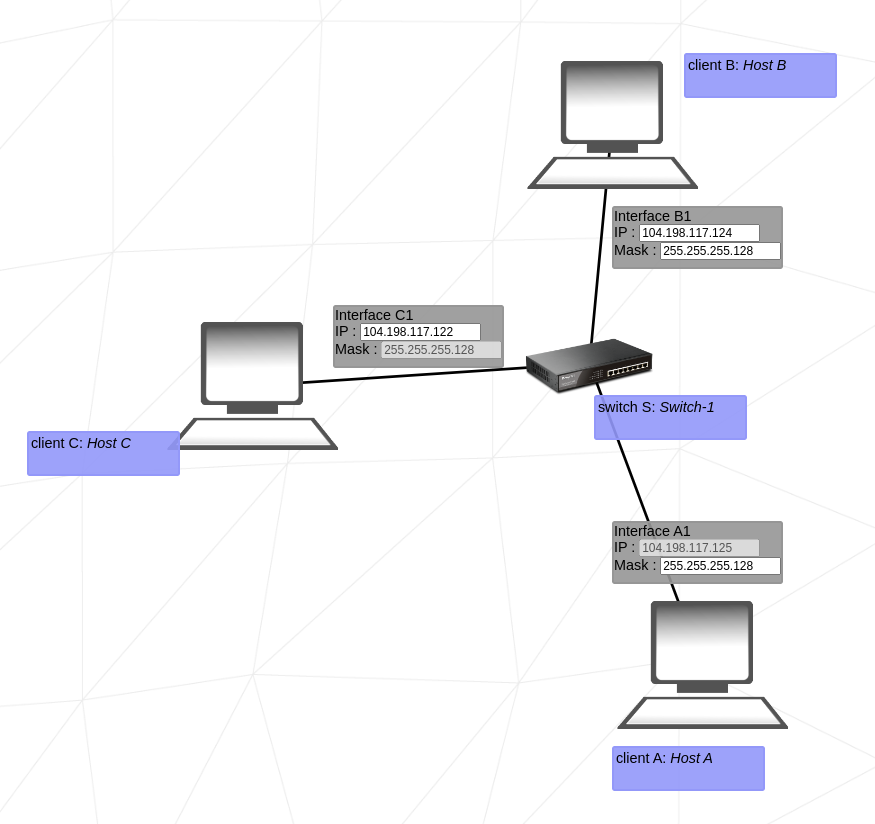 client B: Host B
Interface B1
IP : 104.198.117.124
Mask : 255.255.255.128
Interface C1
IP : 104.198.117.122
Mask : 255.255.255.128
switch S: Switch-1
client C: Host C
Interface A1
IP : 104.198.117.125
Mask : 255.255.255.128
client A: Host A